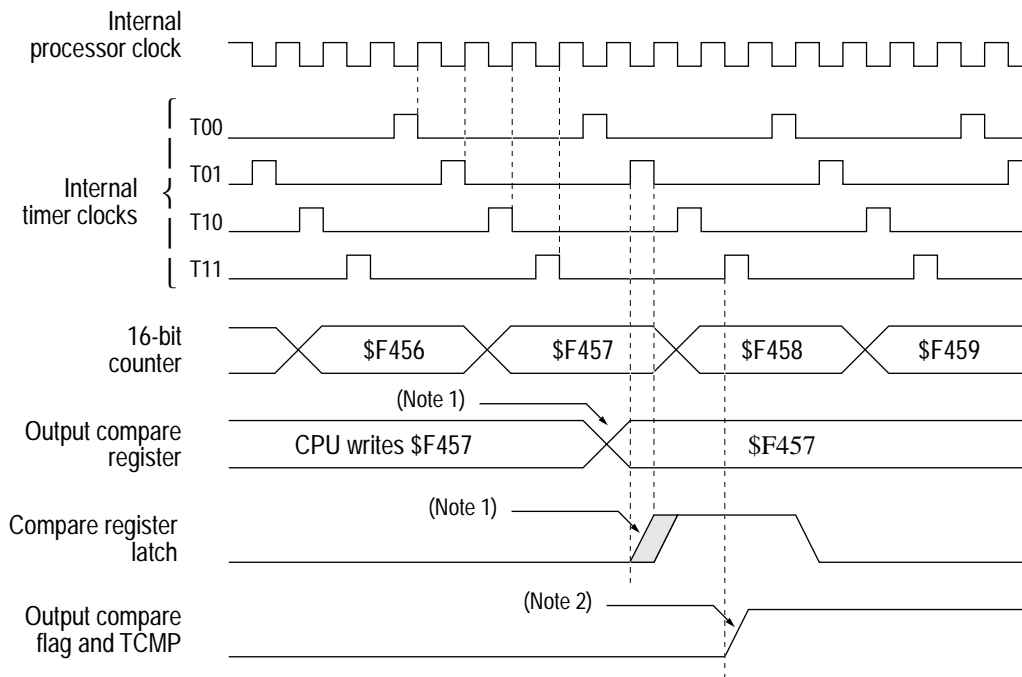 Internal
processor clock
T00
T01
Internal
timer clocks
T10
T11
16-bit
counter
$F456
$F457
$F458
$F459
(Note 1)
Output compare
register
CPU writes $F457
$F457
(Note 1)
Compare register
latch
(Note 2)
Output compare
flag and TCMP